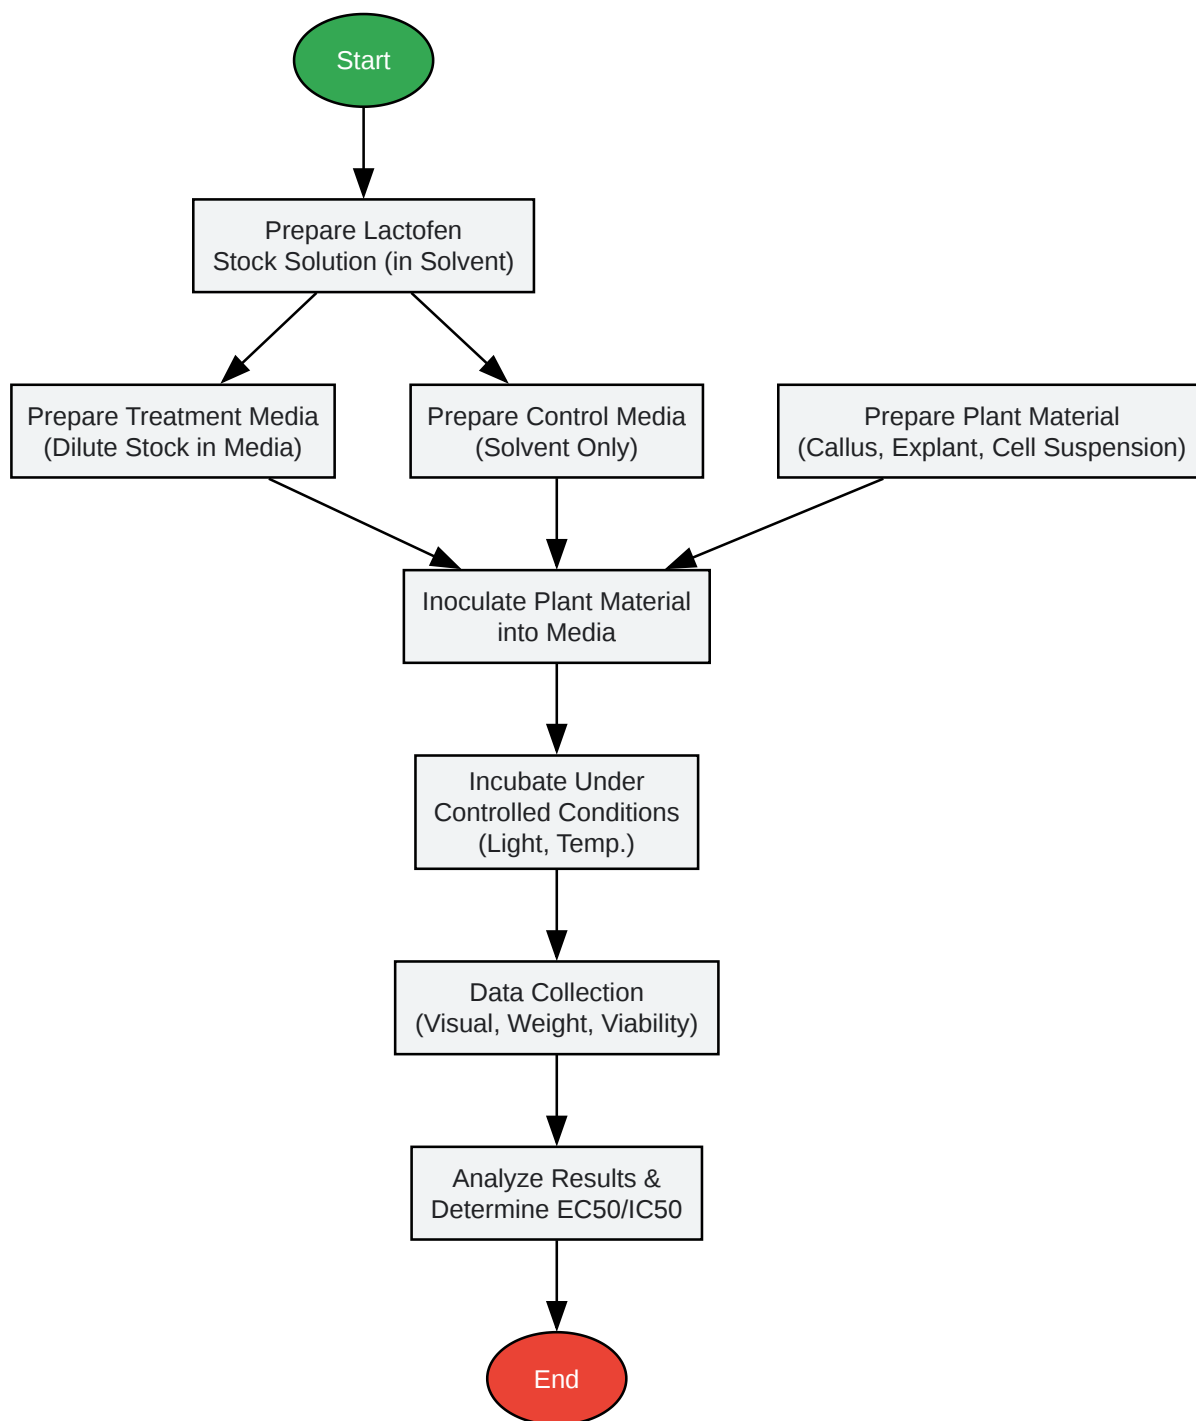 Start
Prepare Lactofen
Stock Solution (in Solvent)
Prepare Treatment Media
(Dilute Stock in Media)
Prepare Control Media
(Solvent Only)
Prepare Plant Material
(Callus, Explant, Cell Suspension)
Inoculate Plant Material
into Media
Incubate Under
Controlled Conditions
(Light, Temp.)
Data Collection
(Visual, Weight, Viability)
Analyze Results &
Determine EC50/IC50
End